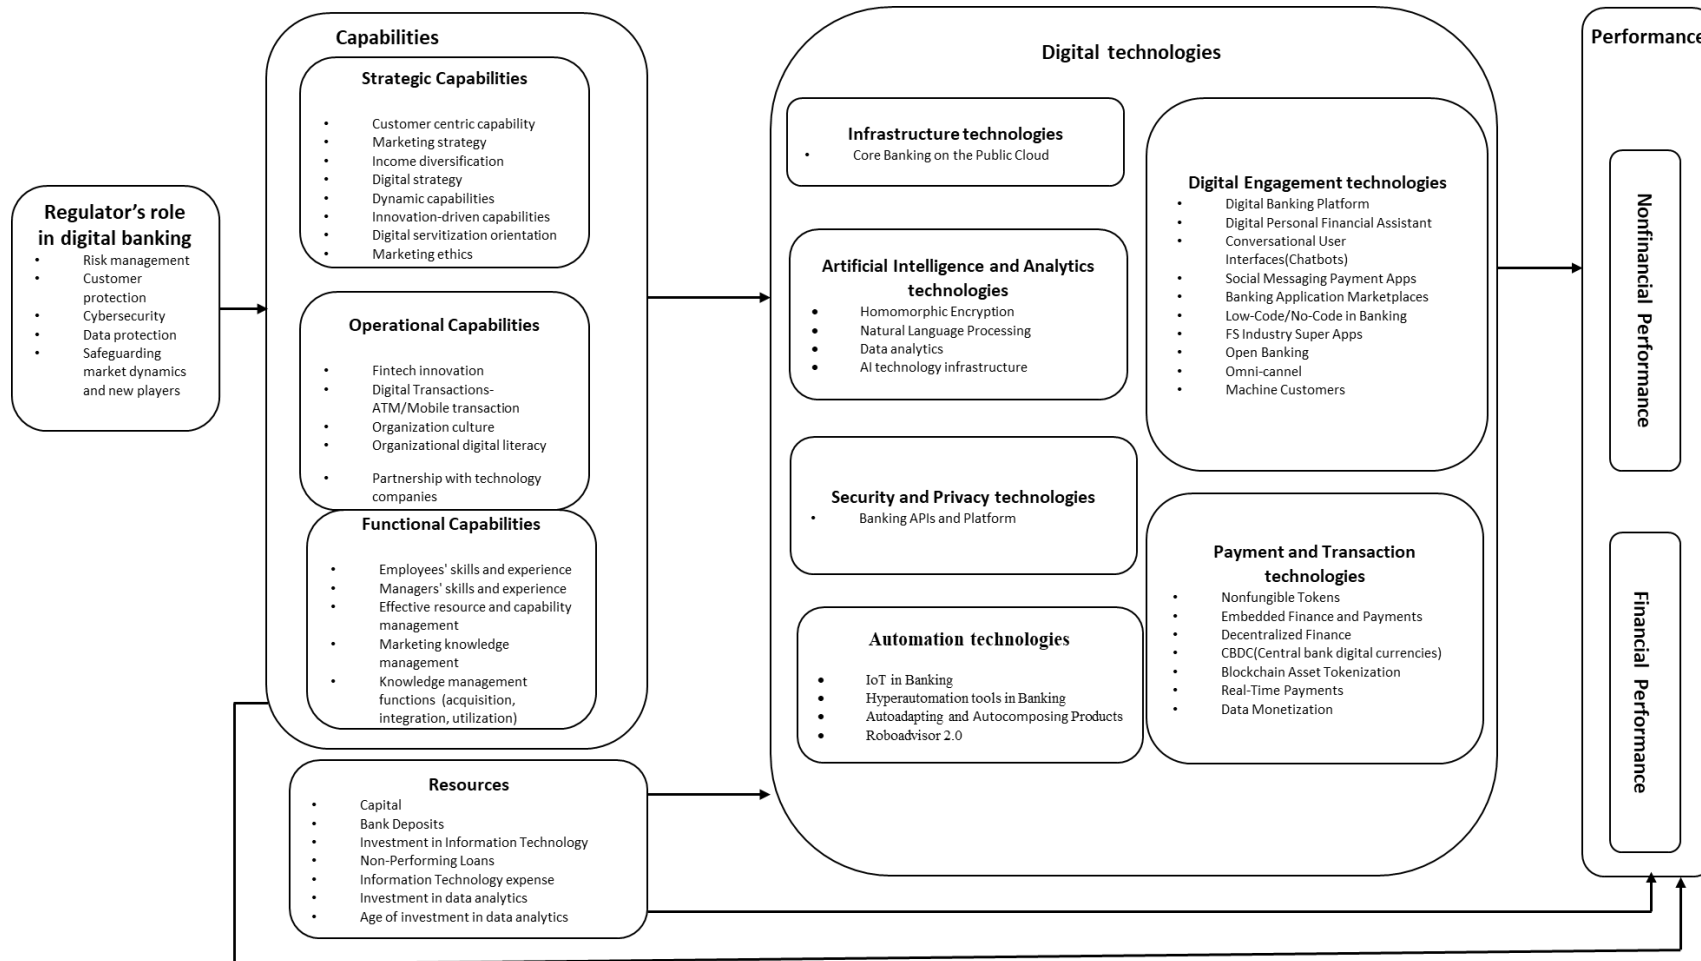 Regulator's role
in digital banking
• Risk management
• Customer
protection
• Cybersecurity
• Data protection
• Safeguarding
market dynamics
and new players
Capabilities
Strategic Capabilities
• Customer centric capability
• Marketing strategy
• Income diversification
• Digital strategy
• Dynamic capabilities
• Innovation-driven capabilities
• Digital servitization orientation
• Marketing ethics
Operational Capabilities
• Fintech innovation
• Digital Transactions-
ATM/Mobile transaction
• Organization culture
• Organizational digital literacy
• Partnership with technology
companies
Functional Capabilities
• Employees' skills and experience
• Managers' skills and experience
• Effective resource and capability
management
• Marketing knowledge
management
• Knowledge management
functions (acquisition,
integration, utilization)
Resources
• Capital
• Bank Deposits
• Investment in Information Technology
• Non-Performing Loans
• Information Technology expense
• Investment in data analytics
• Age of investment in data analytics
Digital technologies
Infrastructure technologies
• Core Banking on the Public Cloud
Artificial Intelligence and Analytics
technologies
• Homomorphic Encryption
• Natural Language Processing
• Data analytics
• AI technology infrastructure
Security and Privacy technologies
• Banking APIs and Platform
Automation technologies
• IoT in Banking
• Hyperautomation tools in Banking
• Autoadapting and Autocomposing Products
• Roboadvisor 2.0
Digital Engagement technologies
• Digital Banking Platform
• Digital Personal Financial Assistant
• Conversational User
Interfaces(Chatbots)
• Social Messaging Payment Apps
• Banking Application Marketplaces
• Low-Code/No-Code in Banking
• FS Industry Super Apps
• Open Banking
• Omni-cannel
• Machine Customers
Payment and Transaction
technologies
• Nonfungible Tokens
• Embedded Finance and Payments
• Decentralized Finance
• CBDC(Central bank digital currencies)
• Blockchain Asset Tokenization
• Real-Time Payments
• Data Monetization
Performance
Nonfinancial Performance
Financial Performance